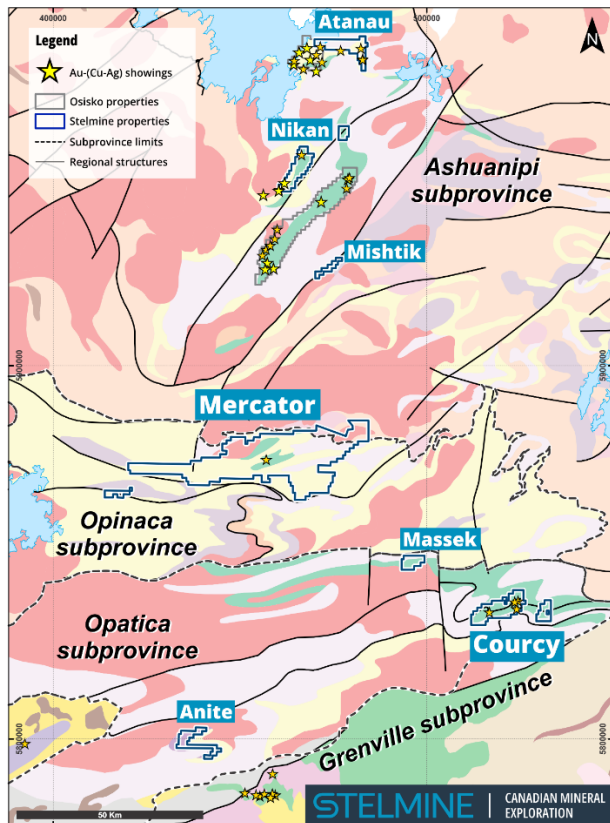 400000
500000
Atanau
N
Legend
Au-(Cu-Ag) showings
Osisko properties
Stelmine properties
Subprovince limits
Regional structures
Nikan
Ashuanipi
subprovince
Mishtik
5900000
5900000
Mercator
Opinaca
subprovince
Massek
Opatica
subprovince
Courcy
Grenville subprovince
Anite
5800000
5800000
50 Km
STELMINE
CANADIAN MINERAL
EXPLORATION